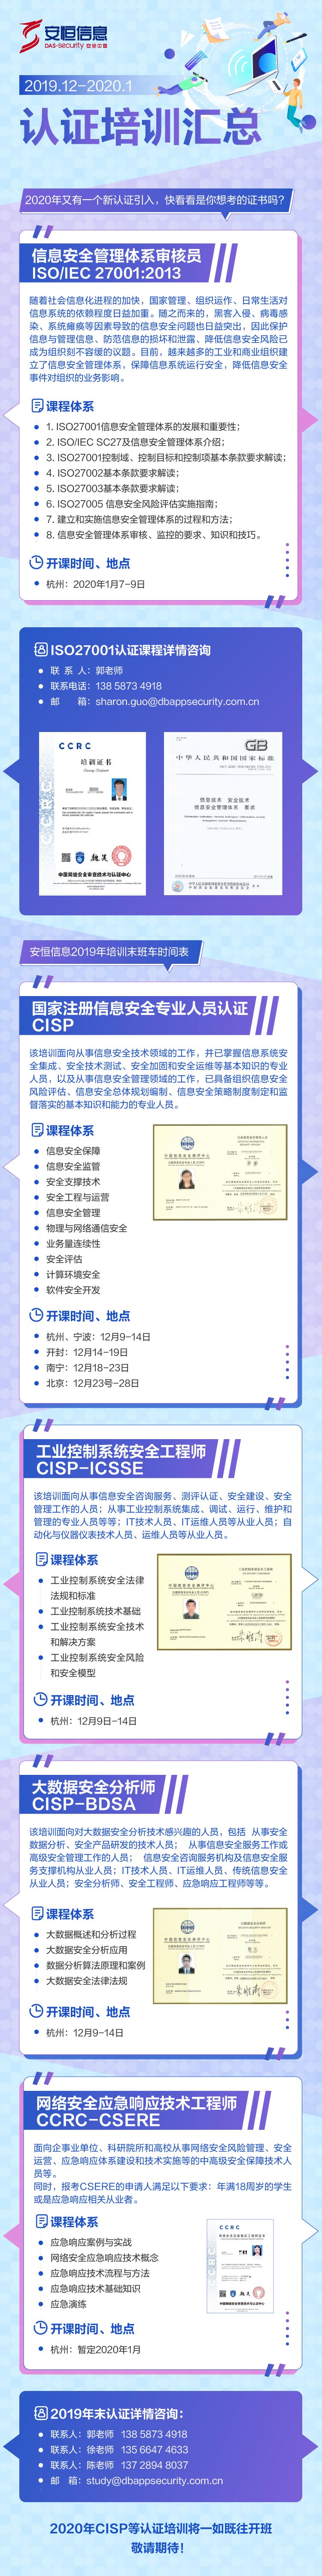 安恒信息
DAS-security 安全中国
2019.12-2020.1
认证培训汇总
2020年又有一个新认证引入，快看看是你想考的证书吗？
信息安全管理体系审核员
ISO/IEC 27001:2013
随着社会信息化进程的加快，国家管理、组织运作、日常生活对
信息系统的依赖程度日益加重。随之而来的，黑客入侵、病毒感
染、系统瘫痪等因素导致的信息安全问题也日益突出，因此保护
信息与管理信息、防范信息的损坏和泄露、降低信息安全风险已
成为组织刻不容缓的议题。目前，越来越多的工业和商业组织建
立了信息安全管理体系，保障信息系统运行安全，降低信息安全
事件对组织的业务影响。
课程体系
1. ISO27001信息安全管理体系的发展和重要性；
2. ISO/IEC SC27及信息安全管理体系介绍；
3. ISO27001控制域、控制目标和控制项基本条款要求解读；
4. ISO27002基本条款要求解读；
5. ISO27003基本条款要求解读；
6. ISO27005 信息安全风险评估实施指南；
7. 建立和实施信息安全管理体系的过程和方法；
8. 信息安全管理体系审核、监控的要求、知识和技巧。
开课时间、地点
杭州：2020年1月7-9日
ISO27001认证课程详情咨询
联 系 人：郭老师
联系电话：138 5873 4918
邮 箱：sharon.guo@dbappsecurity.com.cn
CCRC
培训证书
中国网络安全审查技术与认证中心
GB
中华人民共和国国家标准
信息技术 安全技术
信息安全管理体系 要求
安恒信息2019年培训末班车时间表
国家注册信息安全专业人员认证
CISP
该培训面向从事信息安全技术领域的工作，并已掌握信息系统安
全集成、安全技术测试、安全加固和安全运维等基本知识的专业
人员，以及从事信息安全管理领域的工作，已具备组织信息安全
风险评估、信息安全总体规划编制、信息安全策略制度制定和监
督落实的基本知识和能力的专业人员。
课程体系
信息安全保障
信息安全监管
安全支撑技术
安全工程与运营
信息安全管理
物理与网络通信安全
业务量连续性
安全评估
计算环境安全
软件安全开发
开课时间、地点
杭州、宁波：12月9-14日
开封：12月14-19日
南宁：12月18-23日
北京：12月23号-28日
工业控制系统安全工程师
CISP-ICSSE
该培训面向从事信息安全咨询服务、测评认证、安全建设、安全
管理工作的人员；从事工业控制系统集成、调试、运行、维护和
管理的专业人员等等；IT技术人员、IT运维人员等从业人员；自
动化与仪器仪表技术人员、运维人员等从业人员。
课程体系
工业控制系统安全法律
法规和标准
工业控制系统技术基础
工业控制系统安全技术
和解决方案
工业控制系统安全风险
和安全模型
开课时间、地点
杭州：12月9日-14日
大数据安全分析师
CISP-BDSA
该培训面向对大数据安全分析技术感兴趣的人员，包括 从事安全
数据分析、安全产品研发的技术人员； 从事信息安全服务工作或
高级安全管理工作的人员； 信息安全咨询服务机构及信息安全服
务支撑机构从业人员；IT技术人员、IT运维人员、传统信息安全
从业人员；安全分析师、安全工程师、应急响应工程师等等。
课程体系
大数据概述和分析过程
大数据安全分析应用
数据分析算法原理和案例
大数据安全法律法规
开课时间、地点
杭州：12月9-14日
网络安全应急响应技术工程师
CCRC-CSERE
面向企事业单位、科研院所和高校从事网络安全风险管理、安全
运营、应急响应体系建设和技术实施等的中高级安全保障技术人
员等。
同时，报考CSERE的申请人满足以下要求：年满18周岁的学生
或是应急响应相关从业者。
课程体系
应急响应案例与实战
网络安全应急响应技术概念
应急响应技术流程与方法
应急响应技术基础知识
应急演练
CCRC
开课时间、地点
杭州：暂定2020年1月
2019年末认证详情咨询：
联系人：郭老师 138 5873 4918
联系人：徐老师 135 6647 4633
联系人：陈老师 137 2894 8037
邮 箱：study@dbappsecurity.com.cn
2020年CISP等认证培训将一如既往开班
敬请期待！